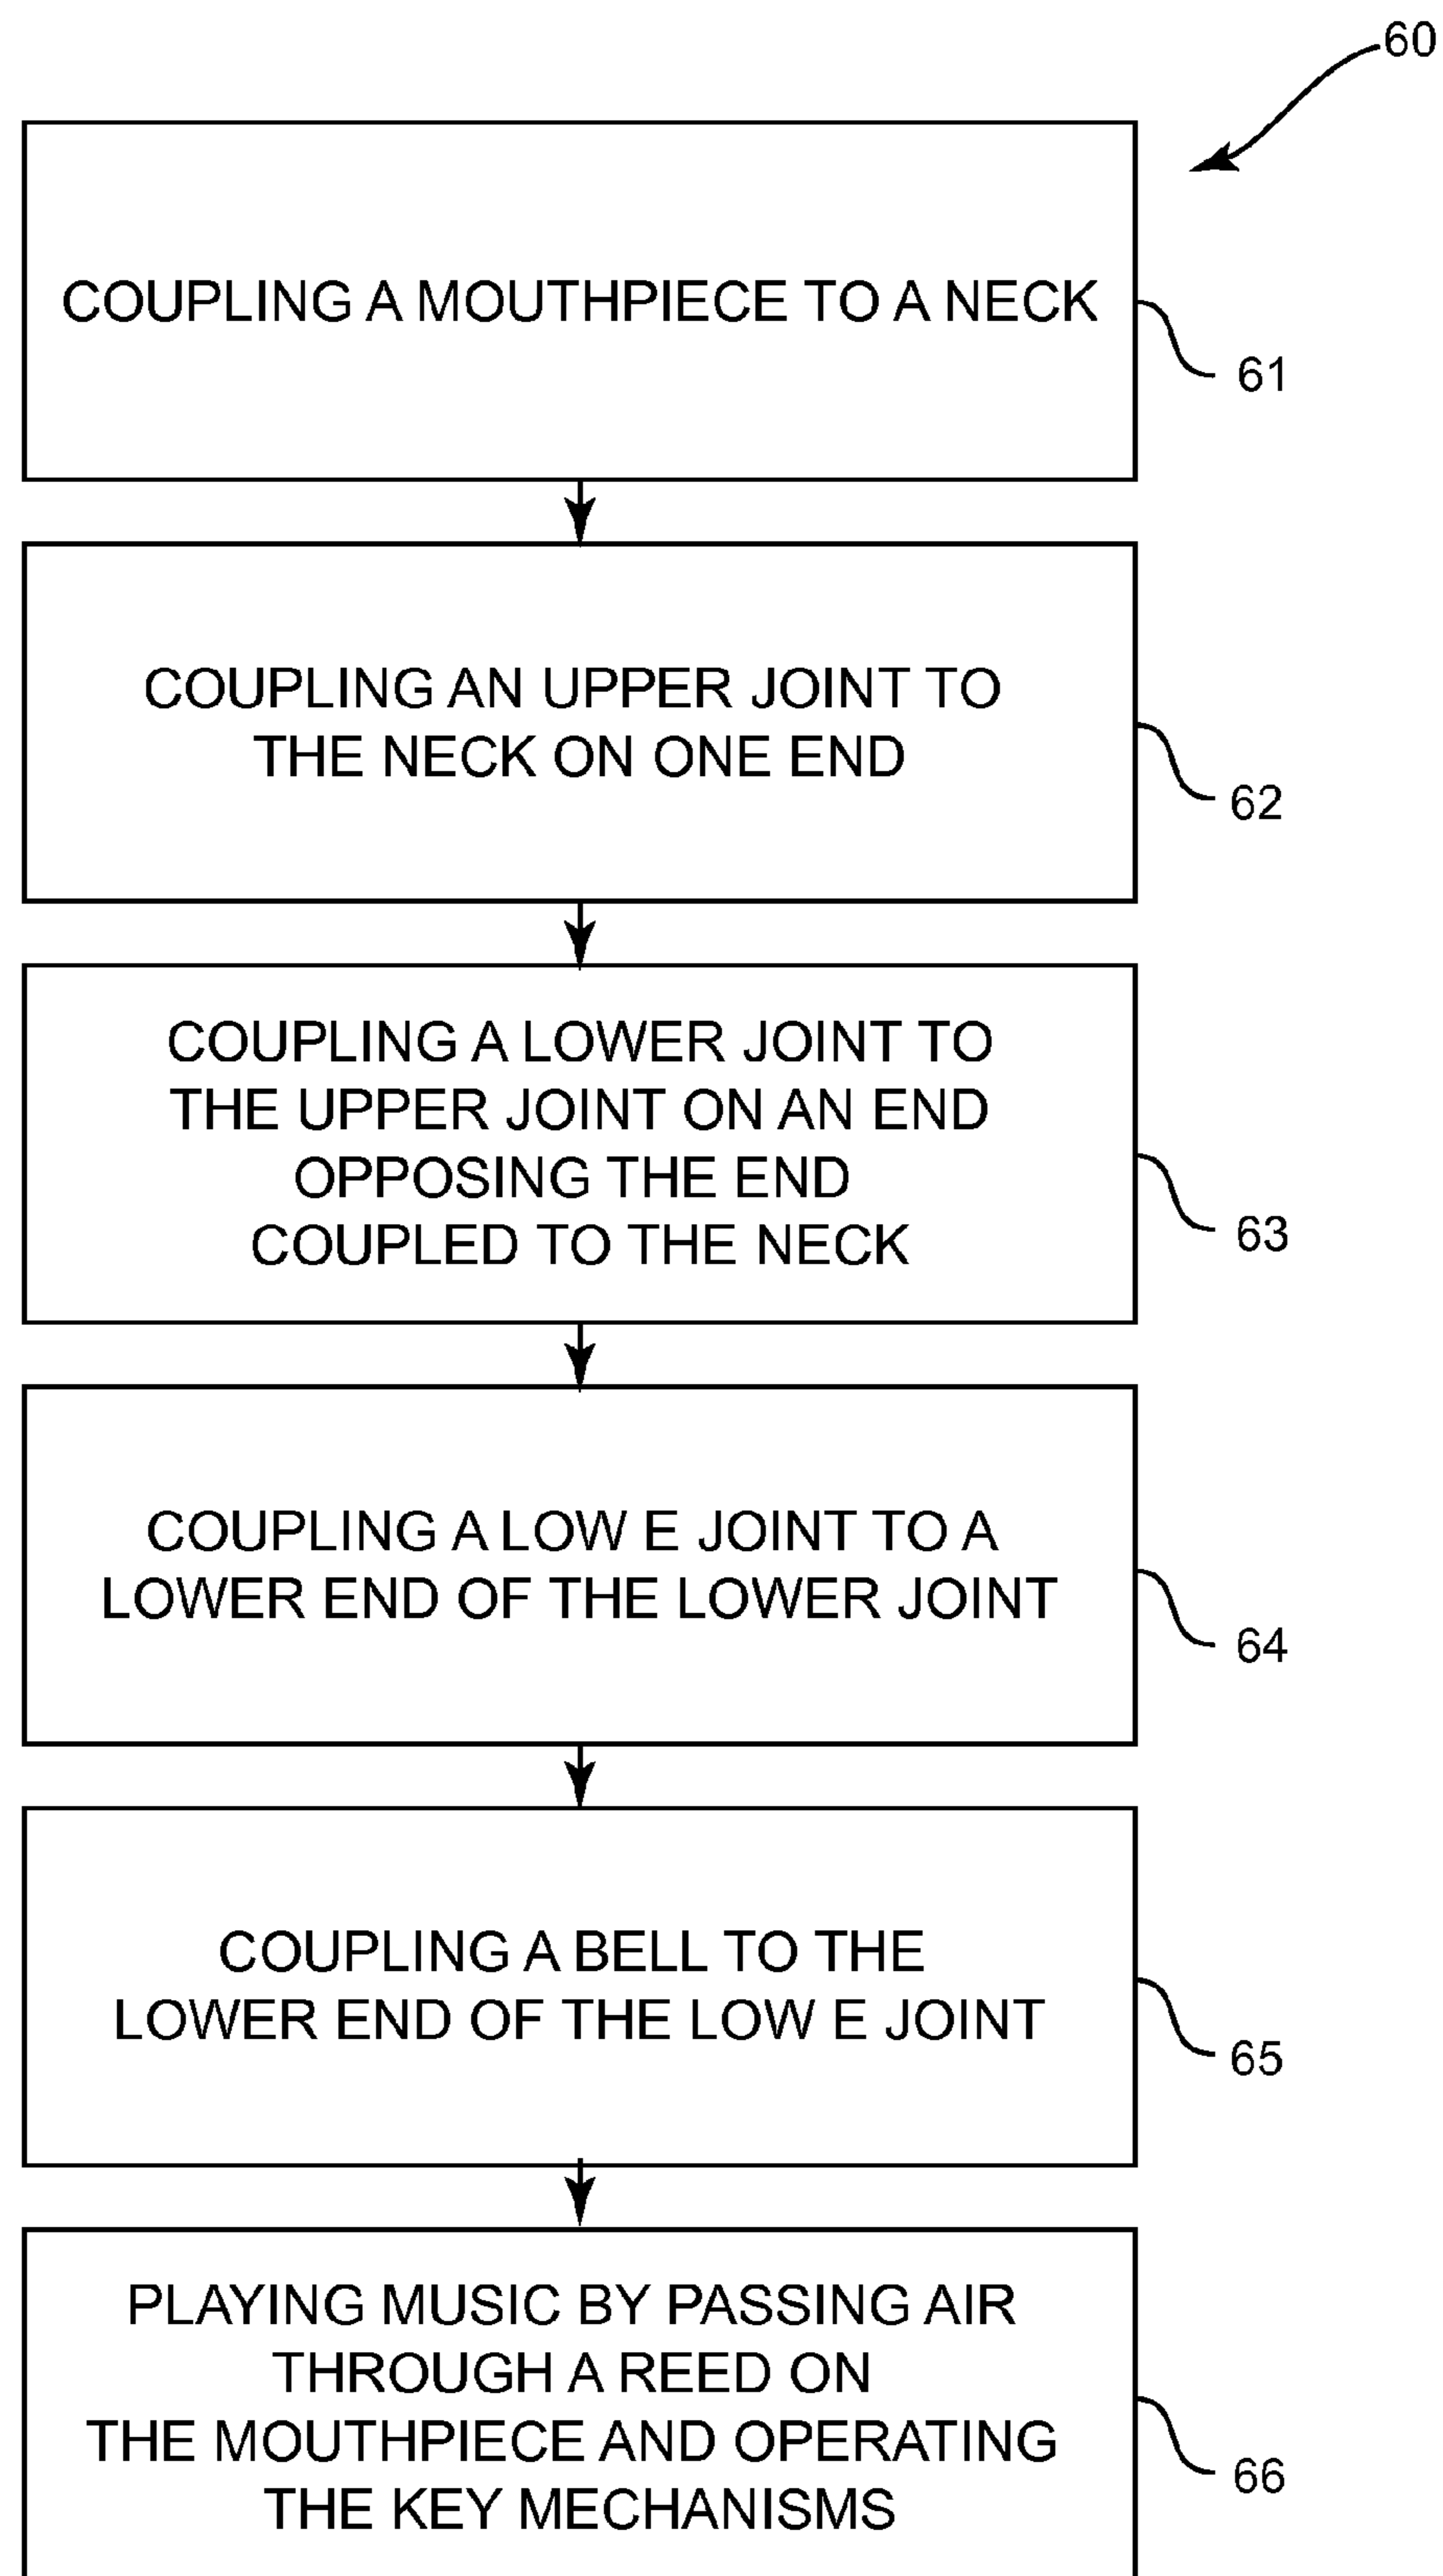 60
COUPLING A MOUTHPIECE TO A NECK
61
COUPLING AN UPPER JOINT TO
THE NECK ON ONE END
62
COUPLING A LOWER JOINT TO
THE UPPER JOINT ON AN END
OPPOSING THE END
COUPLED TO THE NECK
63
COUPLING A LOW E JOINT TO A
LOWER END OF THE LOWER JOINT
64
COUPLING A BELL TO THE
LOWER END OF THE LOW E JOINT
65
PLAYING MUSIC BY PASSING AIR
THROUGH A REED ON
THE MOUTHPIECE AND OPERATING
THE KEY MECHANISMS
66